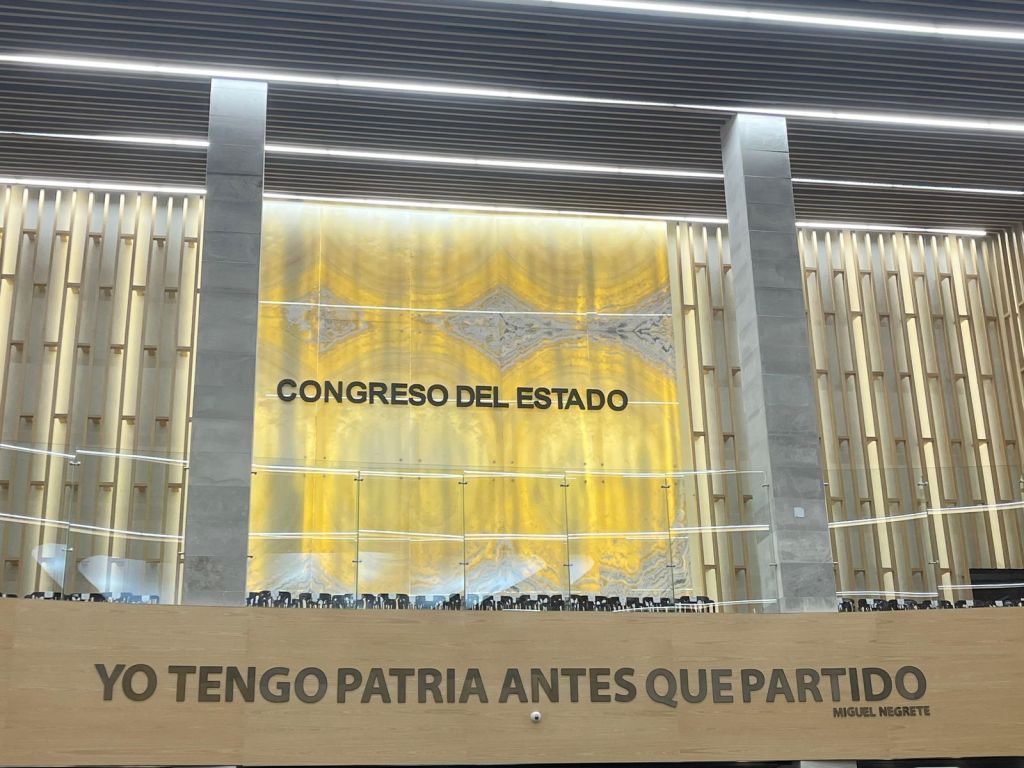 CONGRESO DEL ESTADO
YO TENGO PATRIA ANTES QUE PARTIDO
MIGUEL NEGRETE